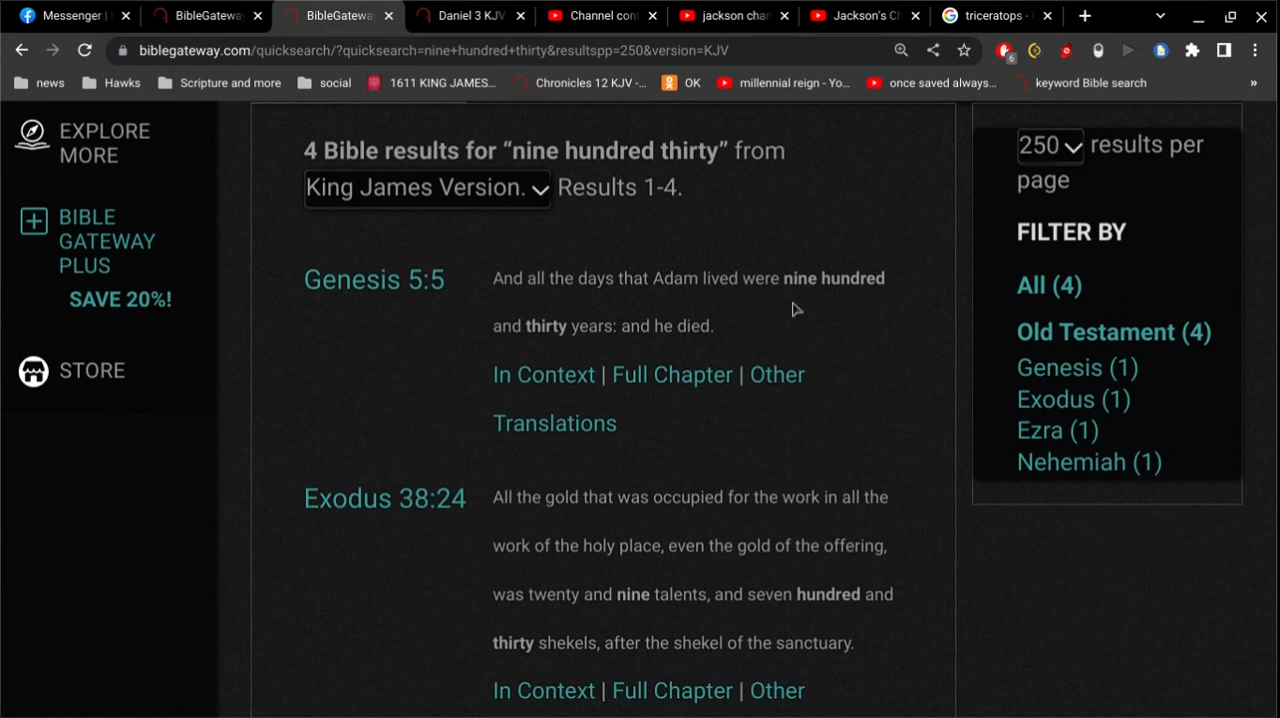 Messenger |
BibleGateway
BibleGateway
Daniel 3 KJV
Channel con
jackson chan
Jackson's Ch
triceratops -
biblegateway.com/quicksearch/?quicksearch=nine+hundred+thirty&resultspp=250&version=KJV
6
news
Hawks
Scripture and more
social
1611 KING JAMES...
Chronicles 12 KJV -...
OK
millennial reign - Yo...
once saved always...
keyword Bible search
»
EXPLORE
MORE
BIBLE
GATEWAY
PLUS
SAVE 20%!
STORE
4 Bible results for “nine hundred thirty” from
King James Version. Results 1-4.
Genesis 5:5
And all the days that Adam lived were nine hundred
and thirty years: and he died.
In Context | Full Chapter | Other
Translations
Exodus 38:24
All the gold that was occupied for the work in all the
work of the holy place, even the gold of the offering,
was twenty and nine talents, and seven hundred and
thirty shekels, after the shekel of the sanctuary.
In Context | Full Chapter | Other
250 results per
page
FILTER BY
All (4)
Old Testament (4)
Genesis (1)
Exodus (1)
Ezra (1)
Nehemiah (1)